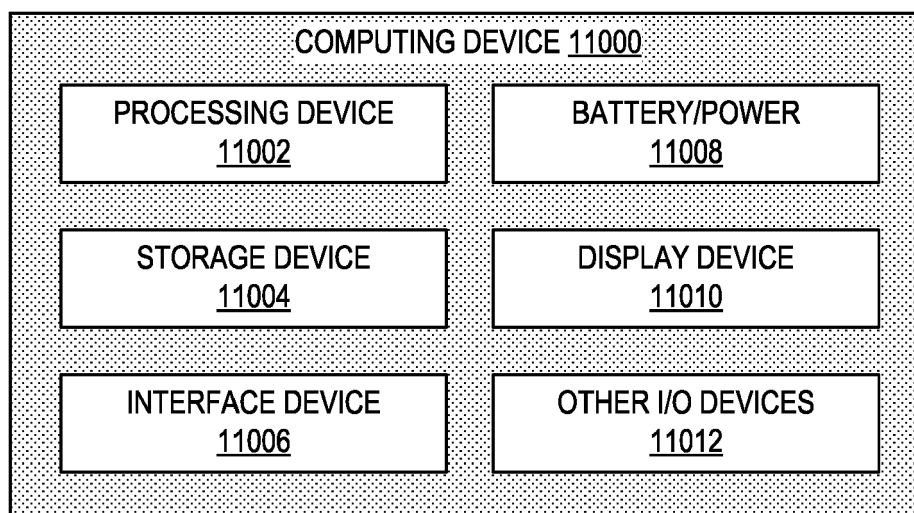 COMPUTING DEVICE 11000
PROCESSING DEVICE
11002
BATTERY/POWER
11008
STORAGE DEVICE
11004
DISPLAY DEVICE
11010
INTERFACE DEVICE
11006
OTHER I/O DEVICES
11012